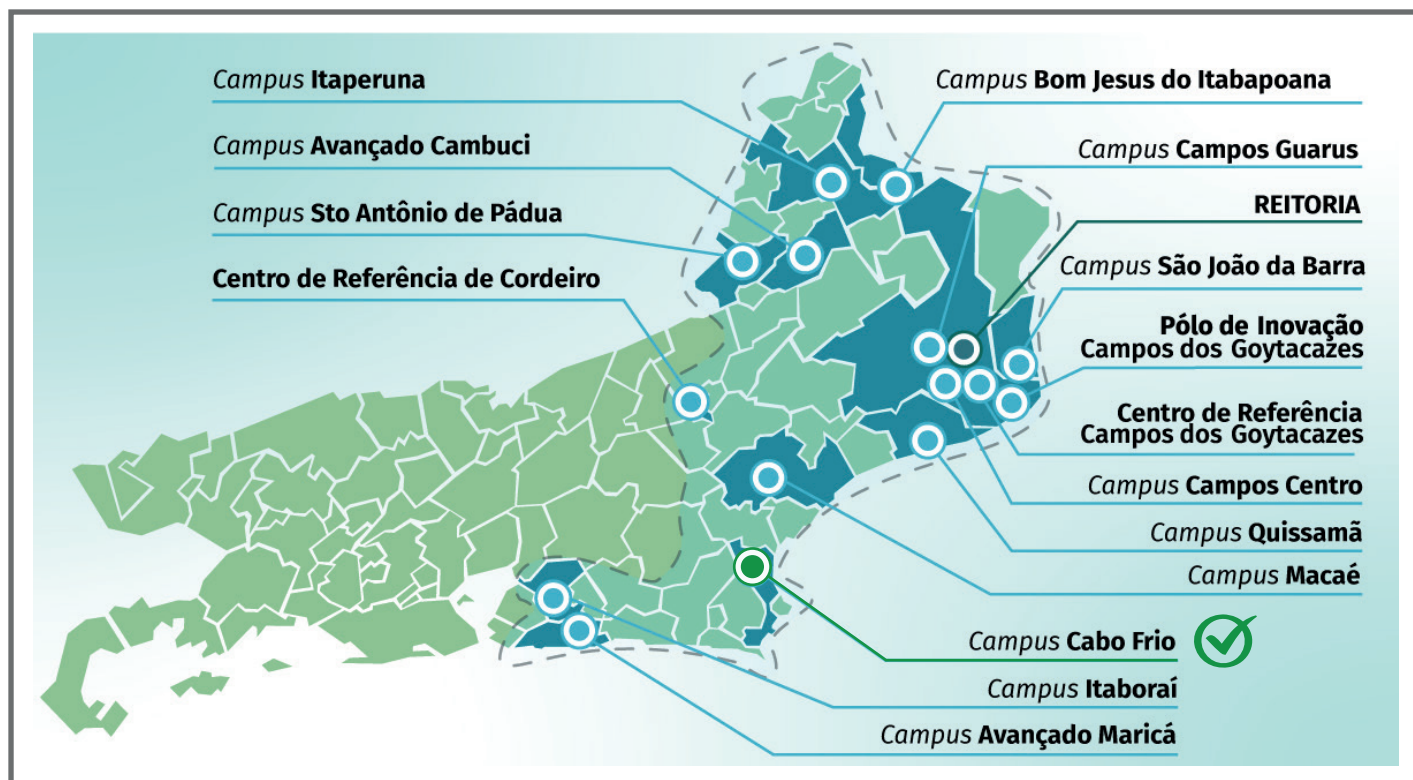 Campus Itaperuna
Campus Avançado Cambuci
Campus Sto Antônio de Pádua
Centro de Referência de Cordeiro
Campus Bom Jesus do Itabapoana
Campus Campos Guarus
REITORIA
Campus São João da Barra
Pólo de Inovação
Campos dos Goytacazes
Centro de Referência
Campos dos Goytacazes
Campus Campos Centro
Campus Quissamã
Campus Macaé
Campus Cabo Frio
Campus Itaboraí
Campus Avançado Maricá